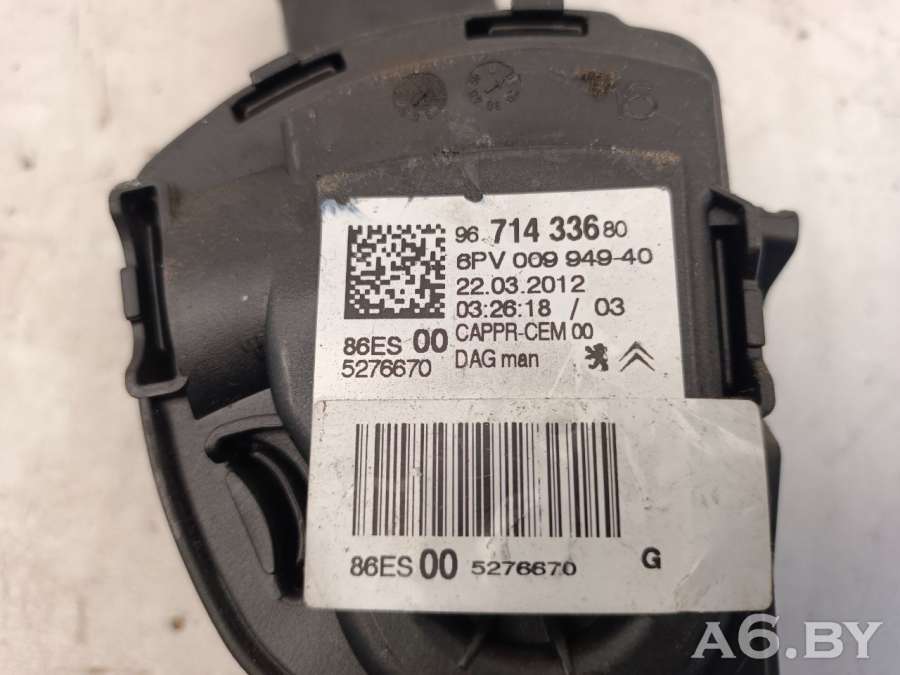 16
96 714 336 80
6PV 009 949-40
22.03.2012
03:26:18 / 03
86ES 00 CAPPR-CEM 00
5276670 DAG man
86ES 00 5276670 G
A6.BY